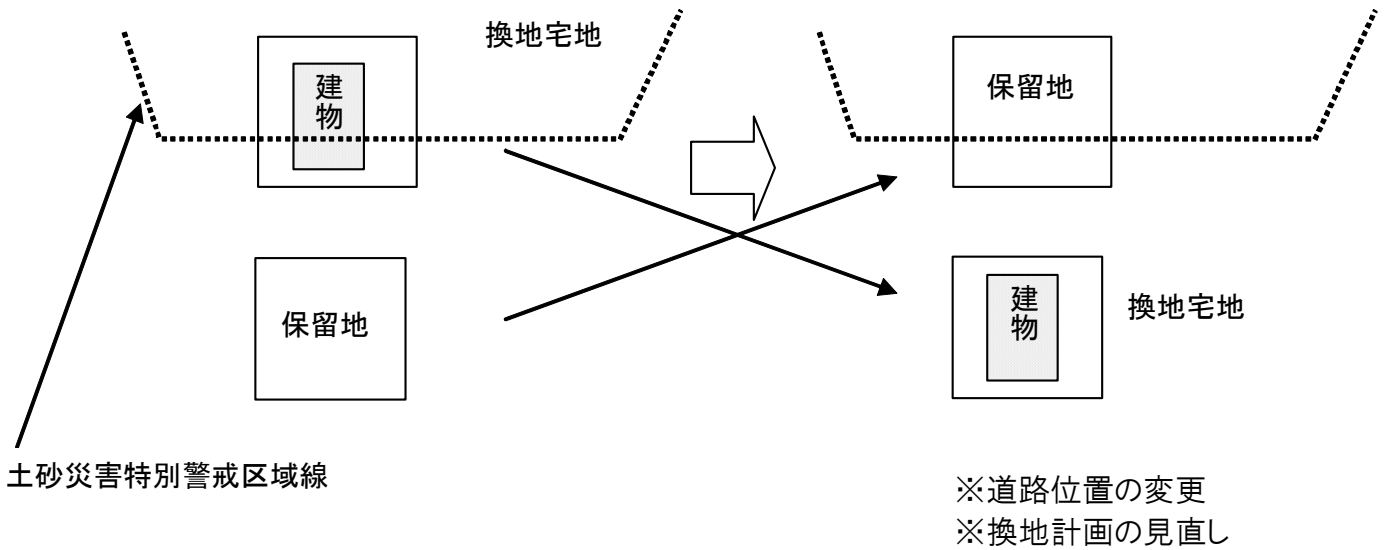 換地宅地
建物
保留地
土砂災害特別警戒区域線
保留地
建物
換地宅地
※道路位置の変更
※換地計画の見直し